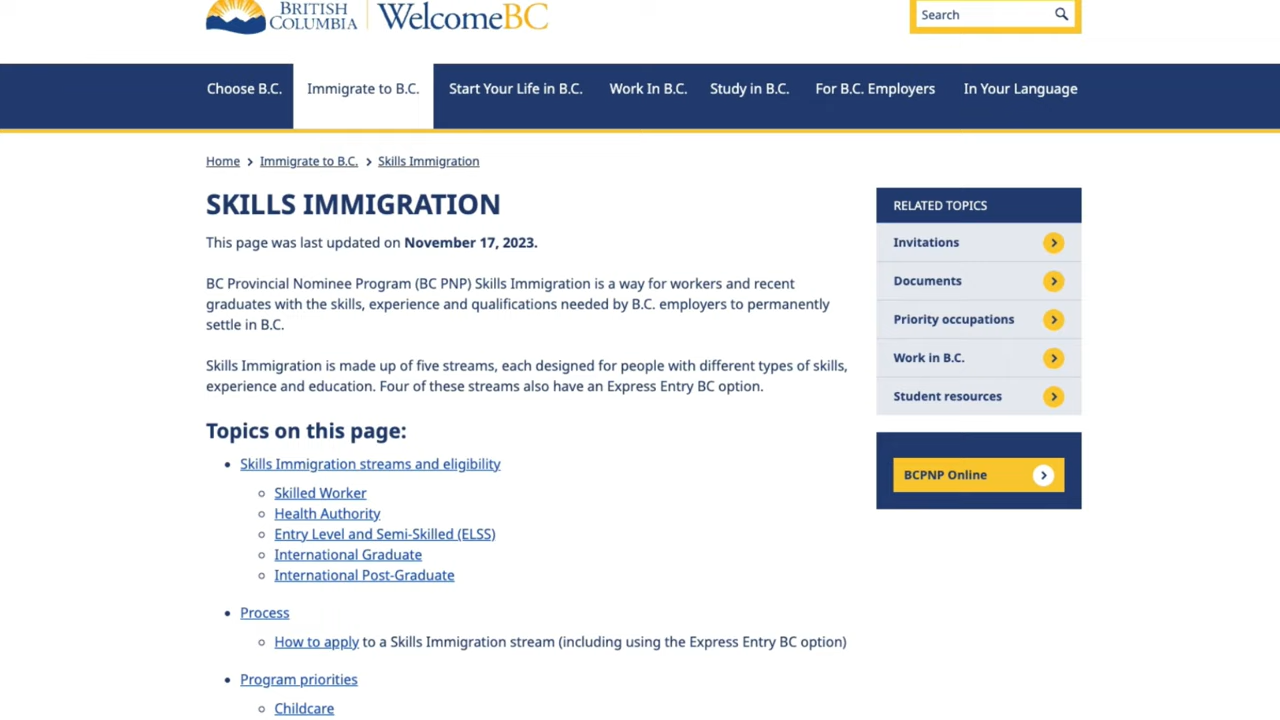 BRITISH
COLUMBIA
WelcomeBC
Search
Choose B.C.
Immigrate to B.C.
Start Your Life in B.C.
Work In B.C.
Study in B.C.
For B.C. Employers
In Your Language
Home > Immigrate to B.C. > Skills Immigration
SKILLS IMMIGRATION
This page was last updated on November 17, 2023.
BC Provincial Nominee Program (BC PNP) Skills Immigration is a way for workers and recent
graduates with the skills, experience and qualifications needed by B.C. employers to permanently
settle in B.C.
Skills Immigration is made up of five streams, each designed for people with different types of skills,
experience and education. Four of these streams also have an Express Entry BC option.
Topics on this page:
• Skills Immigration streams and eligibility
○ Skilled Worker
○ Health Authority
○ Entry Level and Semi-Skilled (ELSS)
○ International Graduate
○ International Post-Graduate
• Process
○ How to apply to a Skills Immigration stream (including using the Express Entry BC option)
• Program priorities
○ Childcare
RELATED TOPICS
Invitations
Documents
Priority occupations
Work in B.C.
Student resources
BCPNP Online